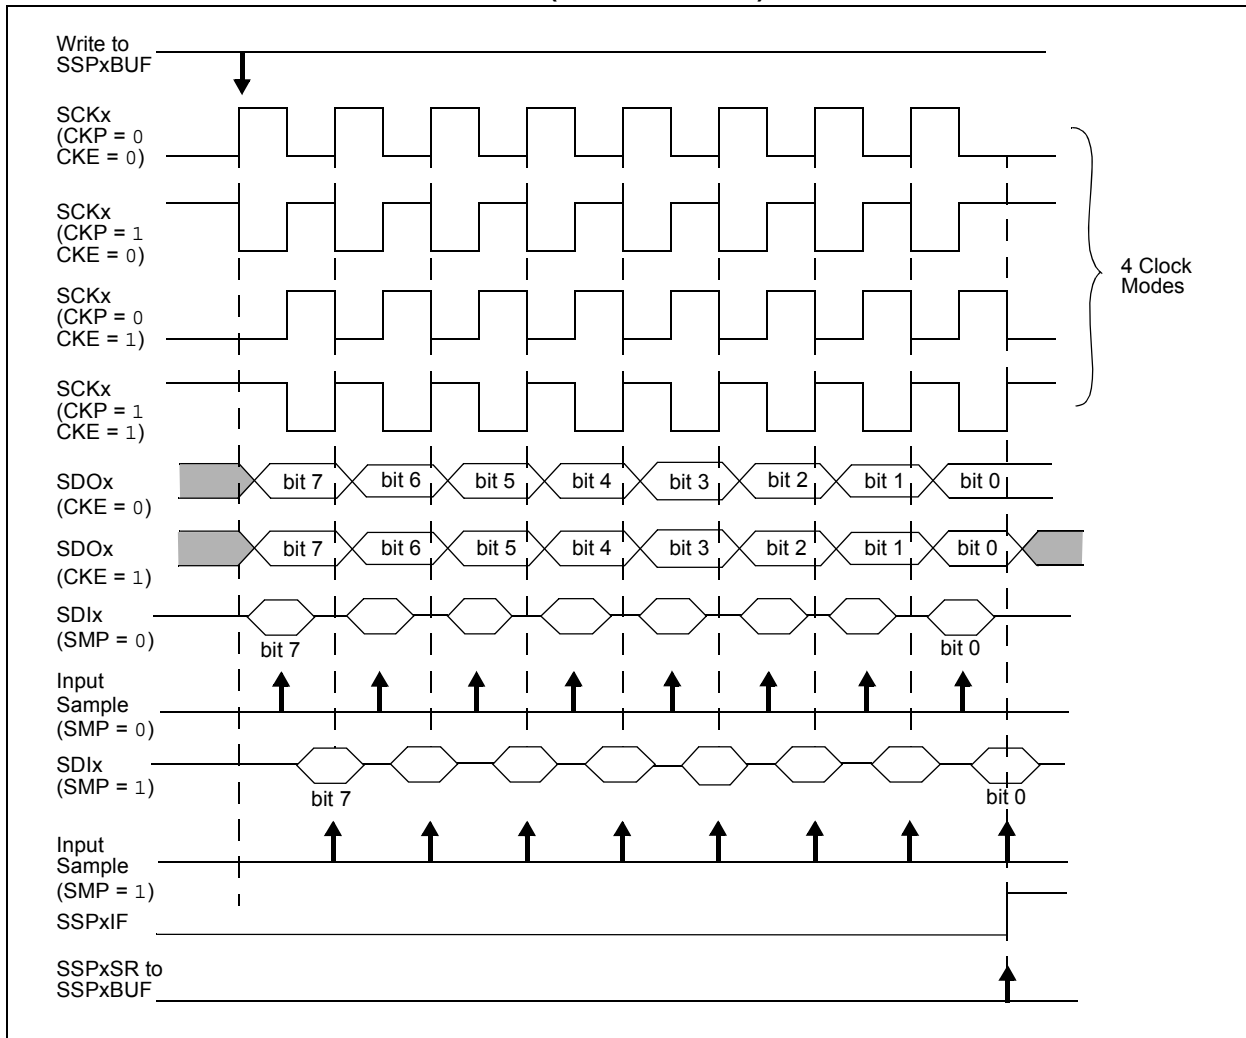 Write to
SSPxBUF
SCKx
(CKP = 0
CKE = 0)
SCKx
(CKP = 1
CKE = 0)
4 Clock
Modes
SCKx
(CKP = 0
CKE = 1)
SCKx
(CKP = 1
CKE = 1)
SDOx
(CKE = 0)
bit 7 bit 6 bit 5 bit 4 bit 3 bit 2 bit 1 bit 0
SDOx
(CKE = 1)
bit 7 bit 6 bit 5 bit 4 bit 3 bit 2 bit 1 bit 0
SDIx
(SMP = 0)
bit 7 bit 0
Input
Sample
(SMP = 0)
SDIx
(SMP = 1)
bit 7 bit 0
Input
Sample
(SMP = 1)
SSPxIF
SSPxSR to
SSPxBUF